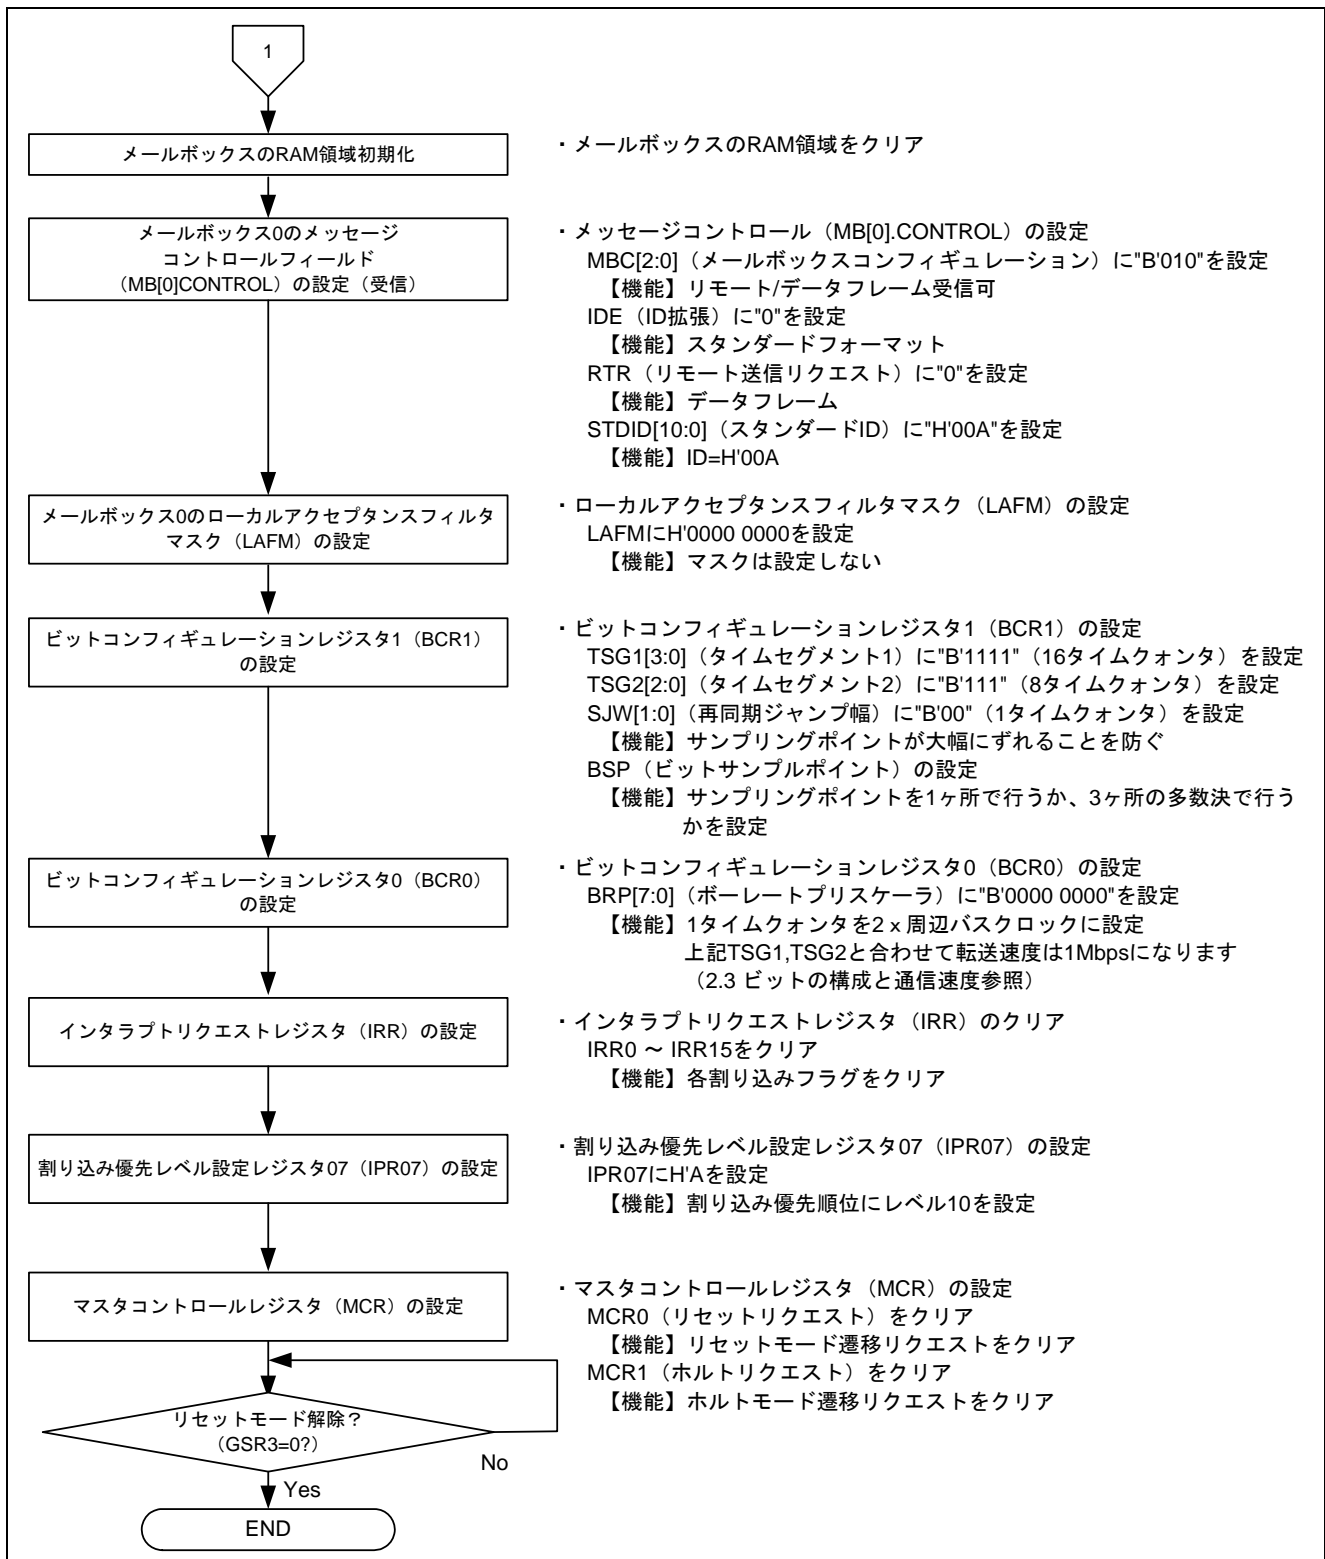 1
メールボックスのRAM領域初期化
・メールボックスのRAM領域をクリア
メールボックス0のメッセージ
コントロールフィールド
（MB[0]CONTROL）の設定（受信）
・メッセージコントロール（MB[0].CONTROL）の設定
MBC[2:0]（メールボックスコンフィギュレーション）に"B'010"を設定
【機能】リモート/データフレーム受信可
IDE（ID拡張）に"0"を設定
【機能】スタンダードフォーマット
RTR（リモート送信リクエスト）に"0"を設定
【機能】データフレーム
STDID[10:0]（スタンダードID）に"H'00A"を設定
【機能】ID=H'00A
メールボックス0のローカルアクセプタンスフィルタ
マスク（LAFM）の設定
・ローカルアクセプタンスフィルタマスク（LAFM）の設定
LAFMにH'0000 0000を設定
【機能】マスクは設定しない
ビットコンフィギュレーションレジスタ1（BCR1）
の設定
・ビットコンフィギュレーションレジスタ1（BCR1）の設定
TSG1[3:0]（タイムセグメント1）に"B'1111"（16タイムクォンタ）を設定
TSG2[2:0]（タイムセグメント2）に"B'111"（8タイムクォンタ）を設定
SJW[1:0]（再同期ジャンプ幅）に"B'00"（1タイムクォンタ）を設定
【機能】サンプリングポイントが大幅にずれることを防ぐ
BSP（ビットサンプルポイント）の設定
【機能】サンプリングポイントを1ヶ所で行うか、3ヶ所の多数決で行う
かを設定
ビットコンフィギュレーションレジスタ0（BCR0）
の設定
・ビットコンフィギュレーションレジスタ0（BCR0）の設定
BRP[7:0]（ボーレートプリスケーラ）に"B'0000 0000"を設定
【機能】1タイムクォンタを2 x 周辺バスクロックに設定
上記TSG1,TSG2と合わせて転送速度は1Mbpsになります
（2.3 ビットの構成と通信速度参照）
インタラプトリクエストレジスタ（IRR）の設定
・インタラプトリクエストレジスタ（IRR）のクリア
IRR0 ～ IRR15をクリア
【機能】各割り込みフラグをクリア
割り込み優先レベル設定レジスタ07（IPR07）の設定
・割り込み優先レベル設定レジスタ07（IPR07）の設定
IPR07にH'Aを設定
【機能】割り込み優先順位にレベル10を設定
マスタコントロールレジスタ（MCR）の設定
・マスタコントロールレジスタ（MCR）の設定
MCR0（リセットリクエスト）をクリア
【機能】リセットモード遷移リクエストをクリア
MCR1（ホルトリクエスト）をクリア
【機能】ホルトモード遷移リクエストをクリア
リセットモード解除？
（GSR3=0?）
No
Yes
END